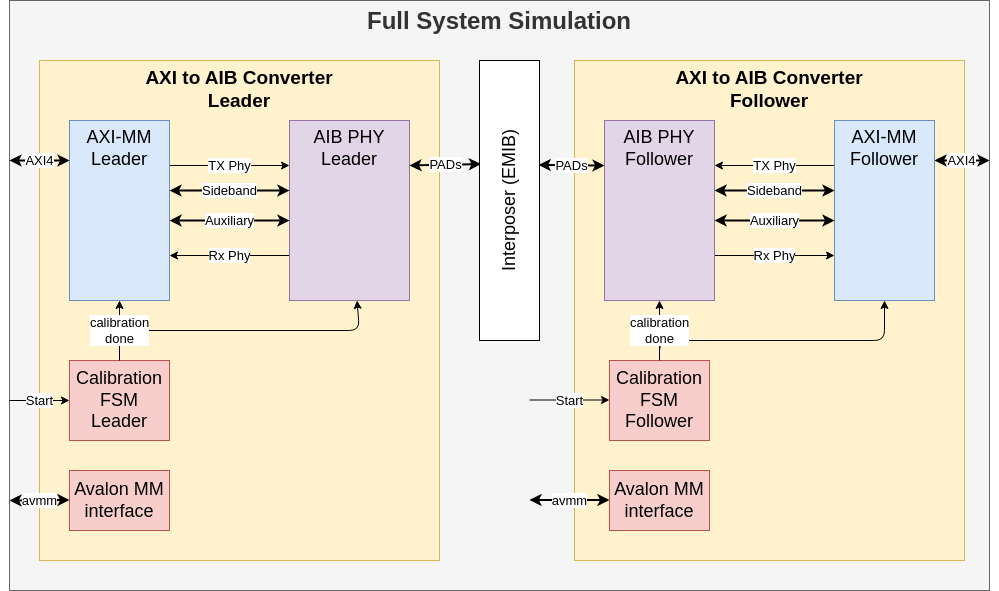 Full System Simulation
AXI to AIB Converter
Leader
AXI-MM
Leader
AIB PHY
Leader
AXI4
TX Phy
Sideband
Auxiliary
Rx Phy
PADs
calibration
done
Calibration
FSM
Leader
Start
Avalon MM
interface
avmm
Interposer (EMIB)
AXI to AIB Converter
Follower
PADs
AIB PHY
Follower
AXI-MM
Follower
TX Phy
Sideband
Auxiliary
Rx Phy
AXI4
calibration
done
Calibration
FSM
Follower
Start
Avalon MM
interface
avmm